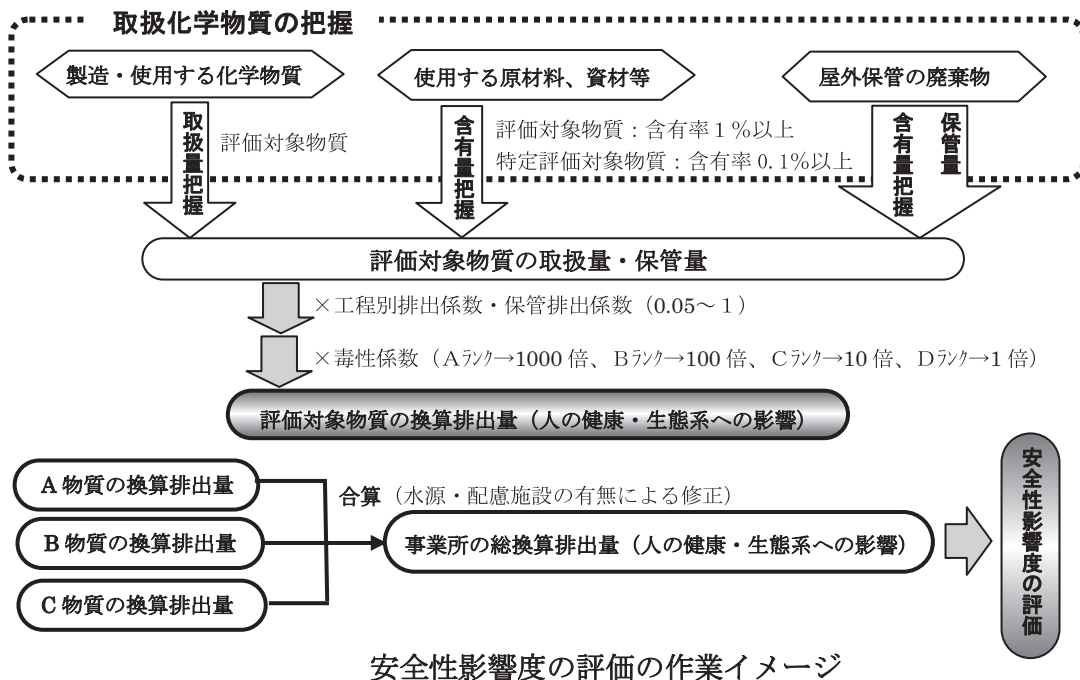 取扱化学物質の把握
製造・使用する化学物質
使用する原材料、資材等
屋外保管の廃棄物
取扱量把握
評価対象物質
含有量把握
評価対象物質：含有率1％以上
特定評価対象物質：含有率0.1％以上
保管量
含有量把握
評価対象物質の取扱量・保管量
×工程別排出係数・保管排出係数（0.05～1）
×毒性係数（Aﾗﾝｸ→1000倍、Bﾗﾝｸ→100倍、Cﾗﾝｸ→10倍、Dﾗﾝｸ→1倍）
評価対象物質の換算排出量（人の健康・生態系への影響）
A物質の換算排出量
B物質の換算排出量
C物質の換算排出量
合算（水源・配慮施設の有無による修正）
事業所の総換算排出量（人の健康・生態系への影響）
安全性影響度の評価
安全性影響度の評価の作業イメージ